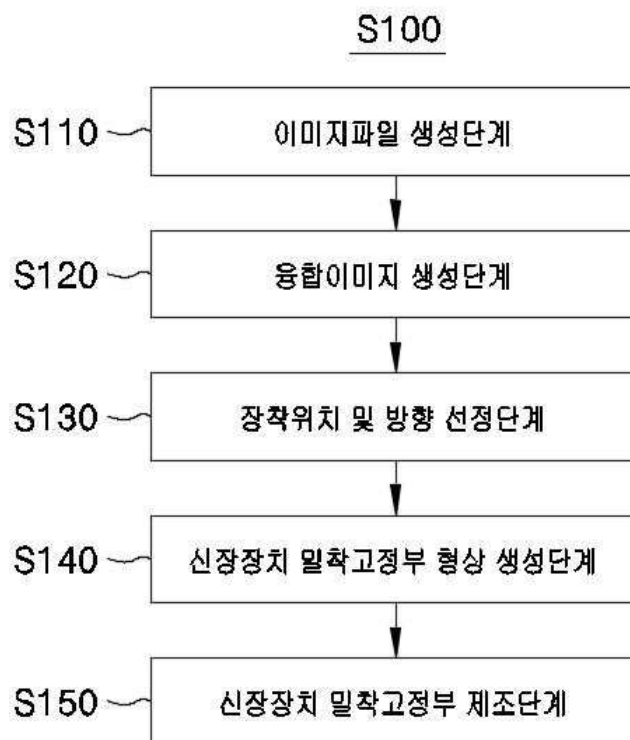 S100
S110 이미지파일 생성단계
S120 융합이미지 생성단계
S130 장착위치 및 방향 선정단계
S140 신장장치 밀착고정부 형상 생성단계
S150 신장장치 밀착고정부 제조단계